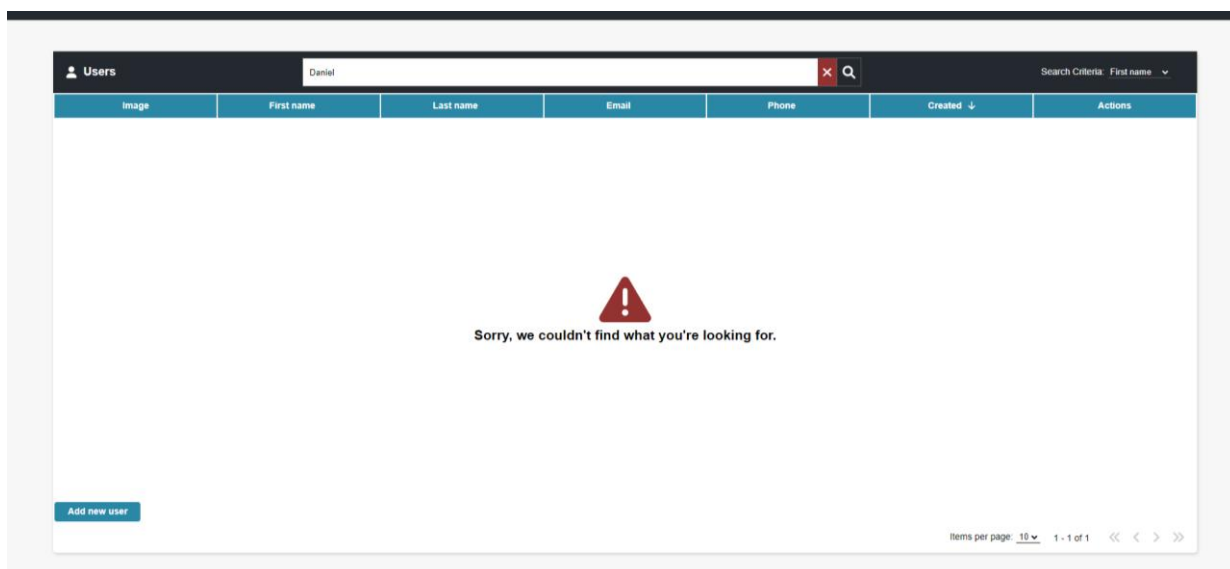 Users
Daniel
Search Criteria: First name
Image First name Last name Email Phone Created Actions
Sorry, we couldn't find what you're looking for.
Add new user
Items per page: 10 1 - 1 of 1